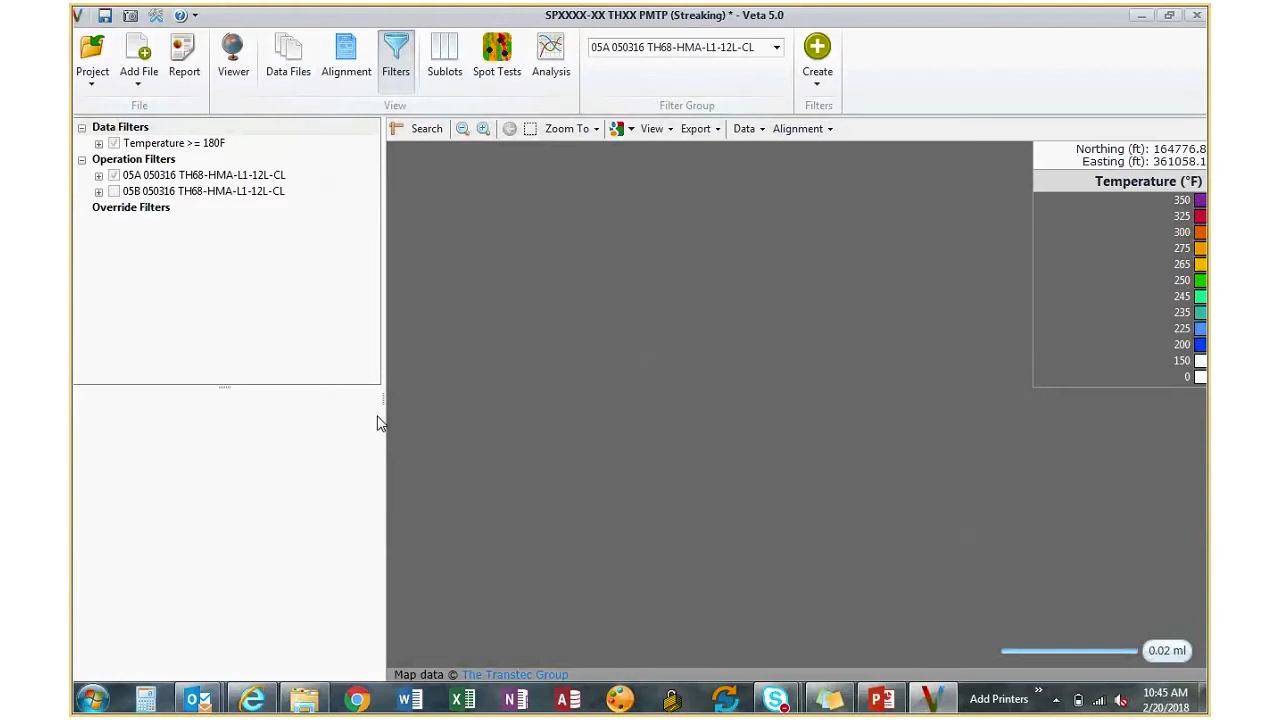 SPXXXX-XX THXX PMTP (Streaking) * - Veta 5.0
Project Add File Report Viewer Data Files Alignment Filters Sublots Spot Tests Analysis 05A 050316 TH68-HMA-L1-12L-CL Create
File View Filter Group Filters
Data Filters
Temperature >= 180F
Operation Filters
05A 050316 TH68-HMA-L1-12L-CL
05B 050316 TH68-HMA-L1-12L-CL
Override Filters
Search Zoom To View Export Data Alignment
Northing (ft): 164776.8
Easting (ft): 361058.1
Temperature (°F)
350
325
300
275
265
250
245
235
225
200
150
0
0.02 ml
Map data © The Transtec Group
Add Printers
10:45 AM
2/20/2018